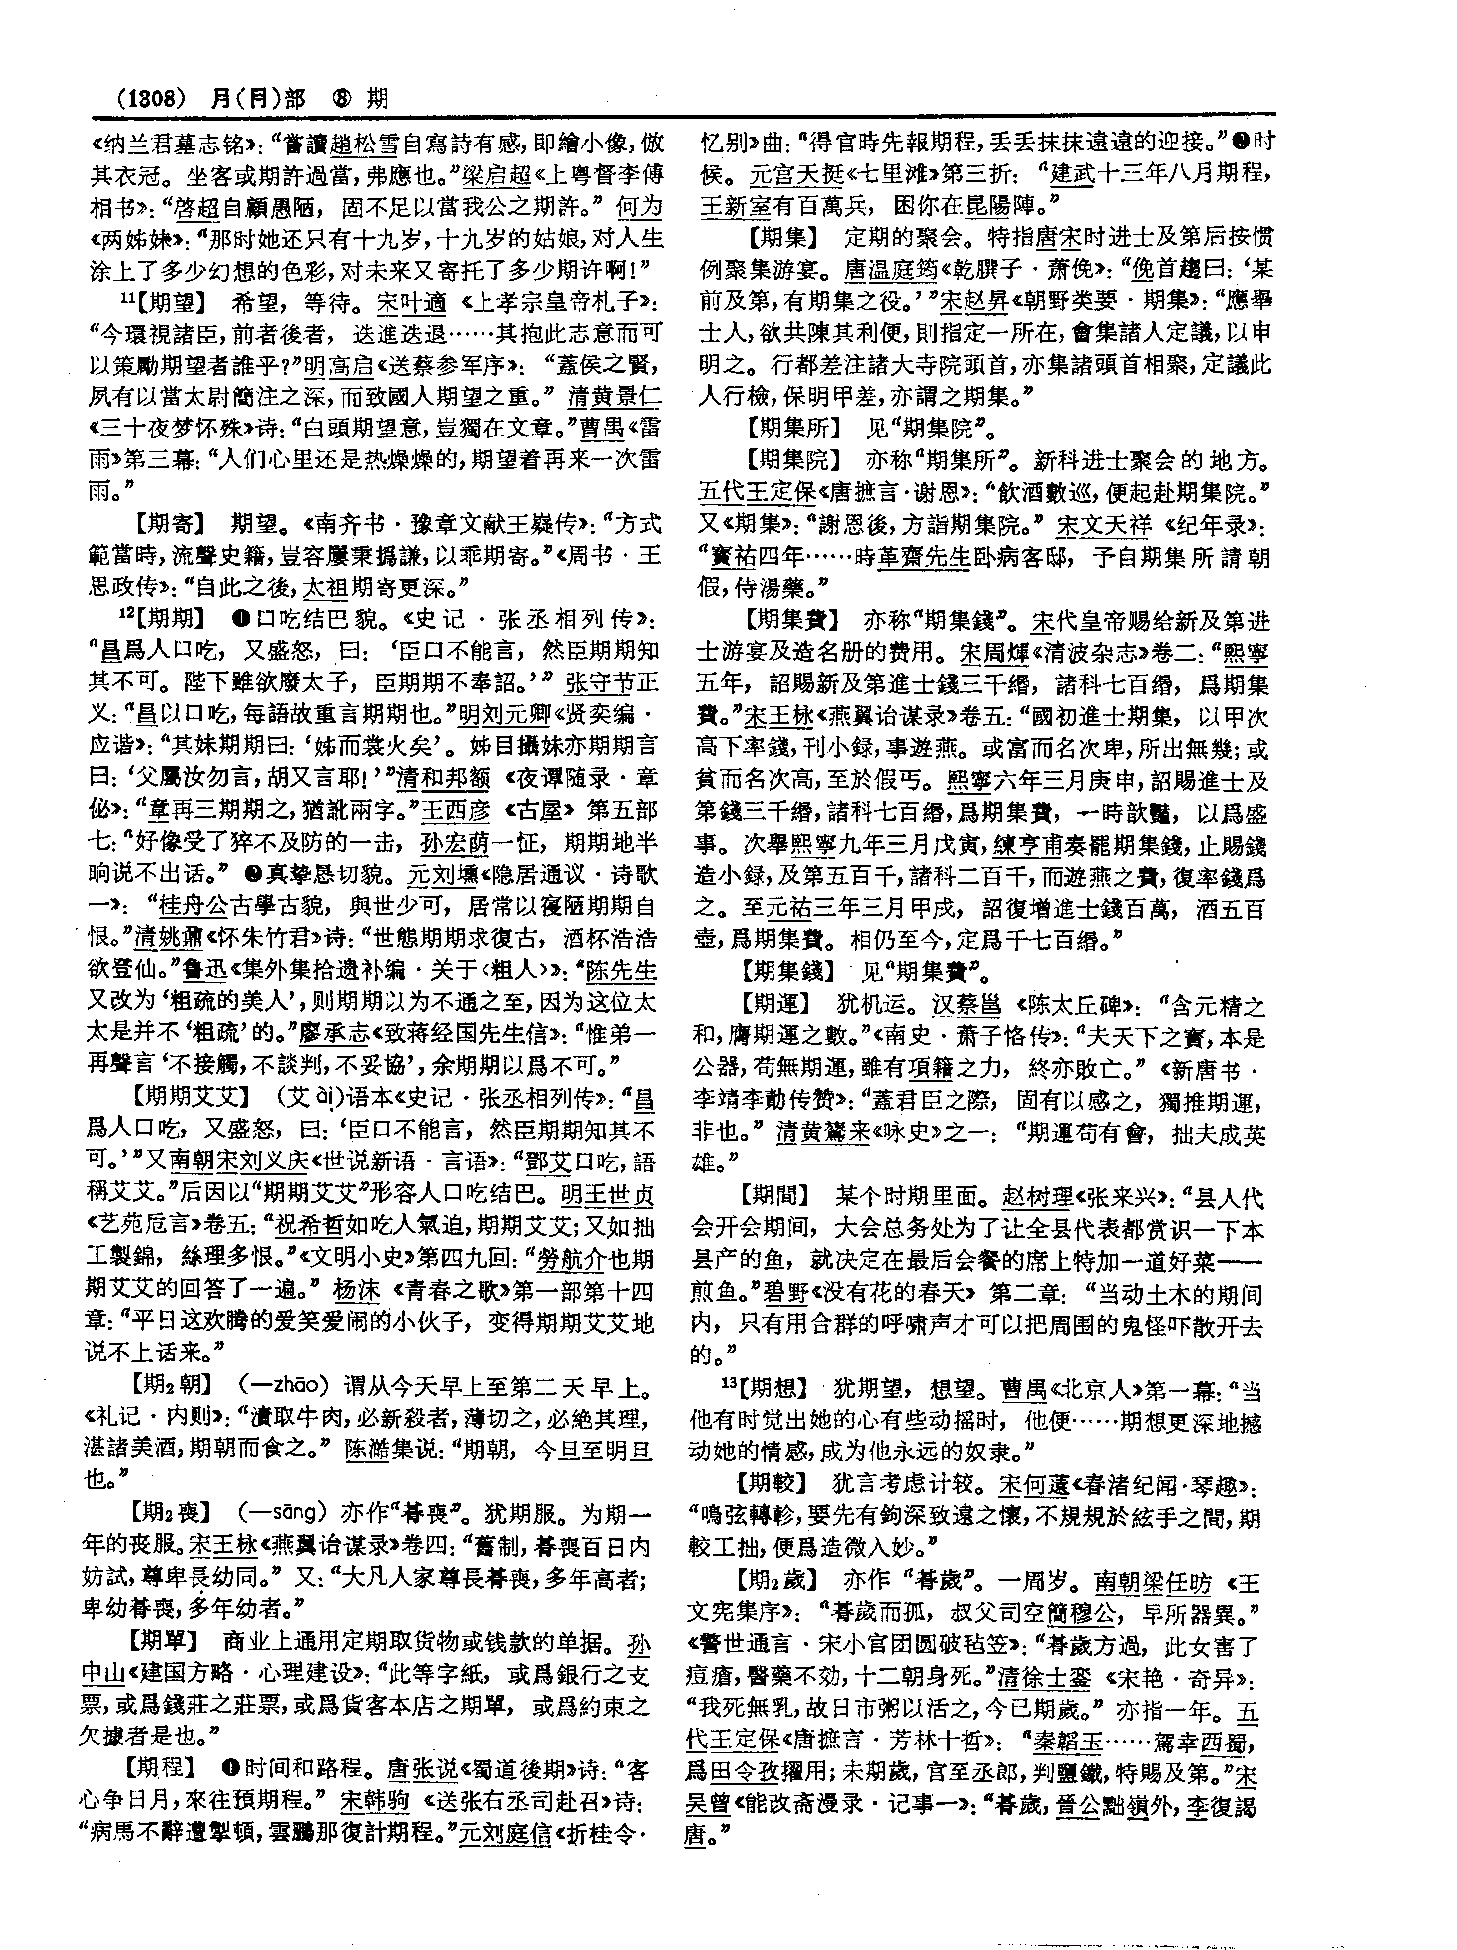 (1308) 月(⺼)部 ⑧ 期
《纳兰君墓志铭》：“嘗讀趙松雪自寫詩有感，即繪小像，倣
其衣冠。坐客或期許過當，弗應也。”梁启超《上粤督李傅
相书》：“啓超自顧愚陋，固不足以當我公之期許。”何为
《两姊妹》：“那时她还只有十九岁，十九岁的姑娘，对人生
涂上了多少幻想的色彩，对未来又寄托了多少期许啊！”
11【期望】 希望，等待。宋叶適《上孝宗皇帝札子》：
“今環視諸臣，前者後者，迭進迭退……其抱此志意而可
以策勵期望者誰乎？”明高启《送蔡参军序》：“蓋侯之賢，
夙有以當太尉簡注之深，而致國人期望之重。”清黄景仁
《三十夜梦怀殊》诗：“白頭期望意，豈獨在文章。”曹禺《雷
雨》第三幕：“人们心里还是热燥燥的，期望着再来一次雷
雨。”
【期寄】 期望。《南齐书·豫章文献王嶷传》：“方式
範當時，流聲史籍，豈容屢秉撝謙，以乖期寄。”《周书·王
思政传》：“自此之後，太祖期寄更深。”
12【期期】 ❶口吃结巴貌。《史记·张丞相列传》：
“昌爲人口吃，又盛怒，曰：‘臣口不能言，然臣期期知
其不可。陛下雖欲廢太子，臣期期不奉詔。’”张守节正
义：“昌以口吃，每語故重言期期也。”明刘元卿《贤奕编·
应谐》：“其妹期期曰：‘姊而裳火矣’。姊目攝妹亦期期言
曰：‘父屬汝勿言，胡又言耶！’”清和邦额《夜谭随录·章
佖》：“章再三期期之，猶訛兩字。”王西彦《古屋》第五部
七：“好像受了猝不及防的一击，孙宏荫一怔，期期地半
晌说不出话。” ❷真挚恳切貌。元刘壎《隐居通议·诗歌
一》：“桂舟公古學古貌，與世少可，居常以寢陋期期自
恨。”清姚鼐《怀朱竹君》诗：“世態期期求復古，酒杯浩浩
欲登仙。”鲁迅《集外集拾遗补编·关于〈粗人〉》：“陈先生
又改为‘粗疏的美人’，则期期以为不通之至，因为这位太
太是并不‘粗疏’的。”廖承志《致蒋经国先生信》：“惟弟一
再聲言‘不接觸，不談判，不妥協’，余期期以爲不可。”
【期期艾艾】 （艾 ài）语本《史记·张丞相列传》：“昌
爲人口吃，又盛怒，曰：‘臣口不能言，然臣期期知其不
可。’”又南朝宋刘义庆《世说新语·言语》：“鄧艾口吃，語
稱艾艾。”后因以“期期艾艾”形容人口吃结巴。明王世贞
《艺苑卮言》卷五：“祝希哲如吃人氣迫，期期艾艾；又如拙
工製錦，絲理多恨。”《文明小史》第四九回：“勞航介也期
期艾艾的回答了一遍。”杨沫《青春之歌》第一部第十四
章：“平日这欢腾的爱笑爱闹的小伙子，变得期期艾艾地
说不上话来。”
【期₂朝】 （—zhāo）谓从今天早上至第二天早上。
《礼记·内则》：“漬取牛肉，必新殺者，薄切之，必絶其理，
湛諸美酒，期朝而食之。”陈澔集说：“期朝，今旦至明旦
也。”
【期₂喪】 （—sāng）亦作“朞喪”。犹期服。为期一
年的丧服。宋王栐《燕翼诒谋录》卷四：“舊制，朞喪百日内
妨試，尊卑長幼同。”又：“大凡人家尊長朞喪，多年高者；
卑幼朞喪，多年幼者。”
【期單】 商业上通用定期取货物或钱款的单据。孙
中山《建国方略·心理建设》：“此等字紙，或爲銀行之支
票，或爲錢莊之莊票，或爲貨客本店之期單，或爲約束之
欠據者是也。”
【期程】 ❶时间和路程。唐张说《蜀道後期》诗：“客
心争日月，來往預期程。”宋韩驹《送张右丞司赴召》诗：
“病馬不辭遭掣頓，雲鵬那復計期程。”元刘庭信《折桂令·
忆别》曲：“得官時先報期程，丢丢抹抹遠遠的迎接。”❷时
候。元宫天挺《七里滩》第三折：“建武十三年八月期程，
王新室有百萬兵，困你在昆陽陣。”
【期集】 定期的聚会。特指唐宋时进士及第后按惯
例聚集游宴。唐温庭筠《乾𦠆子·萧俛》：“俛首趨曰：‘某
前及第，有期集之役。’”宋赵昇《朝野类要·期集》：“應舉
士人，欲共陳其利便，則指定一所在，會集諸人定議，以申
明之。行都差注諸大寺院頭首，亦集諸頭首相聚，定議此
人行檢，保明甲差，亦謂之期集。”
【期集所】 见“期集院”。
【期集院】 亦称“期集所”。新科进士聚会的地方。
五代王定保《唐摭言·谢恩》：“飲酒數巡，便起赴期集院。”
又《期集》：“謝恩後，方詣期集院。”宋文天祥《纪年录》：
“寶祐四年……時革齋先生卧病客邸，予自期集所請朝
假，侍湯藥。”
【期集費】 亦称“期集錢”。宋代皇帝赐给新及第进
士游宴及造名册的费用。宋周煇《清波杂志》卷二：“熙寧
五年，詔賜新及第進士錢三千緡，諸科七百緡，爲期集
費。”宋王栐《燕翼诒谋录》卷五：“國初進士期集，以甲次
高下率錢，刊小録，事遊燕。或富而名次卑，所出無幾；或
貧而名次高，至於假丐。熙寧六年三月庚申，詔賜進士及
第錢三千緡，諸科七百緡，爲期集費，一時歆豔，以爲盛
事。次舉熙寧九年三月戊寅，練亨甫奏罷期集錢，止賜錢
造小録，及第五百千，諸科二百千，而遊燕之費，復率錢爲
之。至元祐三年三月甲戌，詔復增進士錢百萬，酒五百
壺，爲期集費。相仍至今，定爲千七百緡。”
【期集錢】 见“期集費”。
【期運】 犹机运。汉蔡邕《陈太丘碑》：“含元精之
和，膺期運之數。”《南史·萧子恪传》：“夫天下之寶，本是
公器，苟無期運，雖有項籍之力，終亦敗亡。”《新唐书·
李靖李勣传赞》：“蓋君臣之際，固有以感之，獨推期運，
非也。”清黄鷟来《咏史》之一：“期運苟有會，拙夫成英
雄。”
【期間】 某个时期里面。赵树理《张来兴》：“县人代
会开会期间，大会总务处为了让全县代表都赏识一下本
县产的鱼，就决定在最后会餐的席上特加一道好菜——
煎鱼。”碧野《没有花的春天》第二章：“当动土木的期间
内，只有用合群的呼啸声才可以把周围的鬼怪吓散开去
的。”
13【期想】 犹期望，想望。曹禺《北京人》第一幕：“当
他有时觉出她的心有些动摇时，他便……期想更深地撼
动她的情感，成为他永远的奴隶。”
【期較】 犹言考虑计较。宋何薳《春渚纪闻·琴趣》：
“鳴弦轉軫，要先有鈎深致遠之懷，不規規於絃手之間，期
較工拙，便爲造微入妙。”
【期₂歲】 亦作“朞歲”。一周岁。南朝梁任昉《王
文宪集序》：“朞歲而孤，叔父司空簡穆公，早所器異。”
《警世通言·宋小官团圆破毡笠》：“朞歲方過，此女害了
痘瘡，醫藥不効，十二朝身死。”清徐士銮《宋艳·奇异》：
“我死無乳，故日市粥以活之，今已期歲。”亦指一年。五
代王定保《唐摭言·芳林十哲》：“秦韜玉……駕幸西蜀，
爲田令孜擢用；未期歲，官至丞郎，判鹽鐵，特賜及第。”宋
吴曾《能改斋漫录·记事一》：“朞歲，晉公黜嶺外，李復謁
唐。”